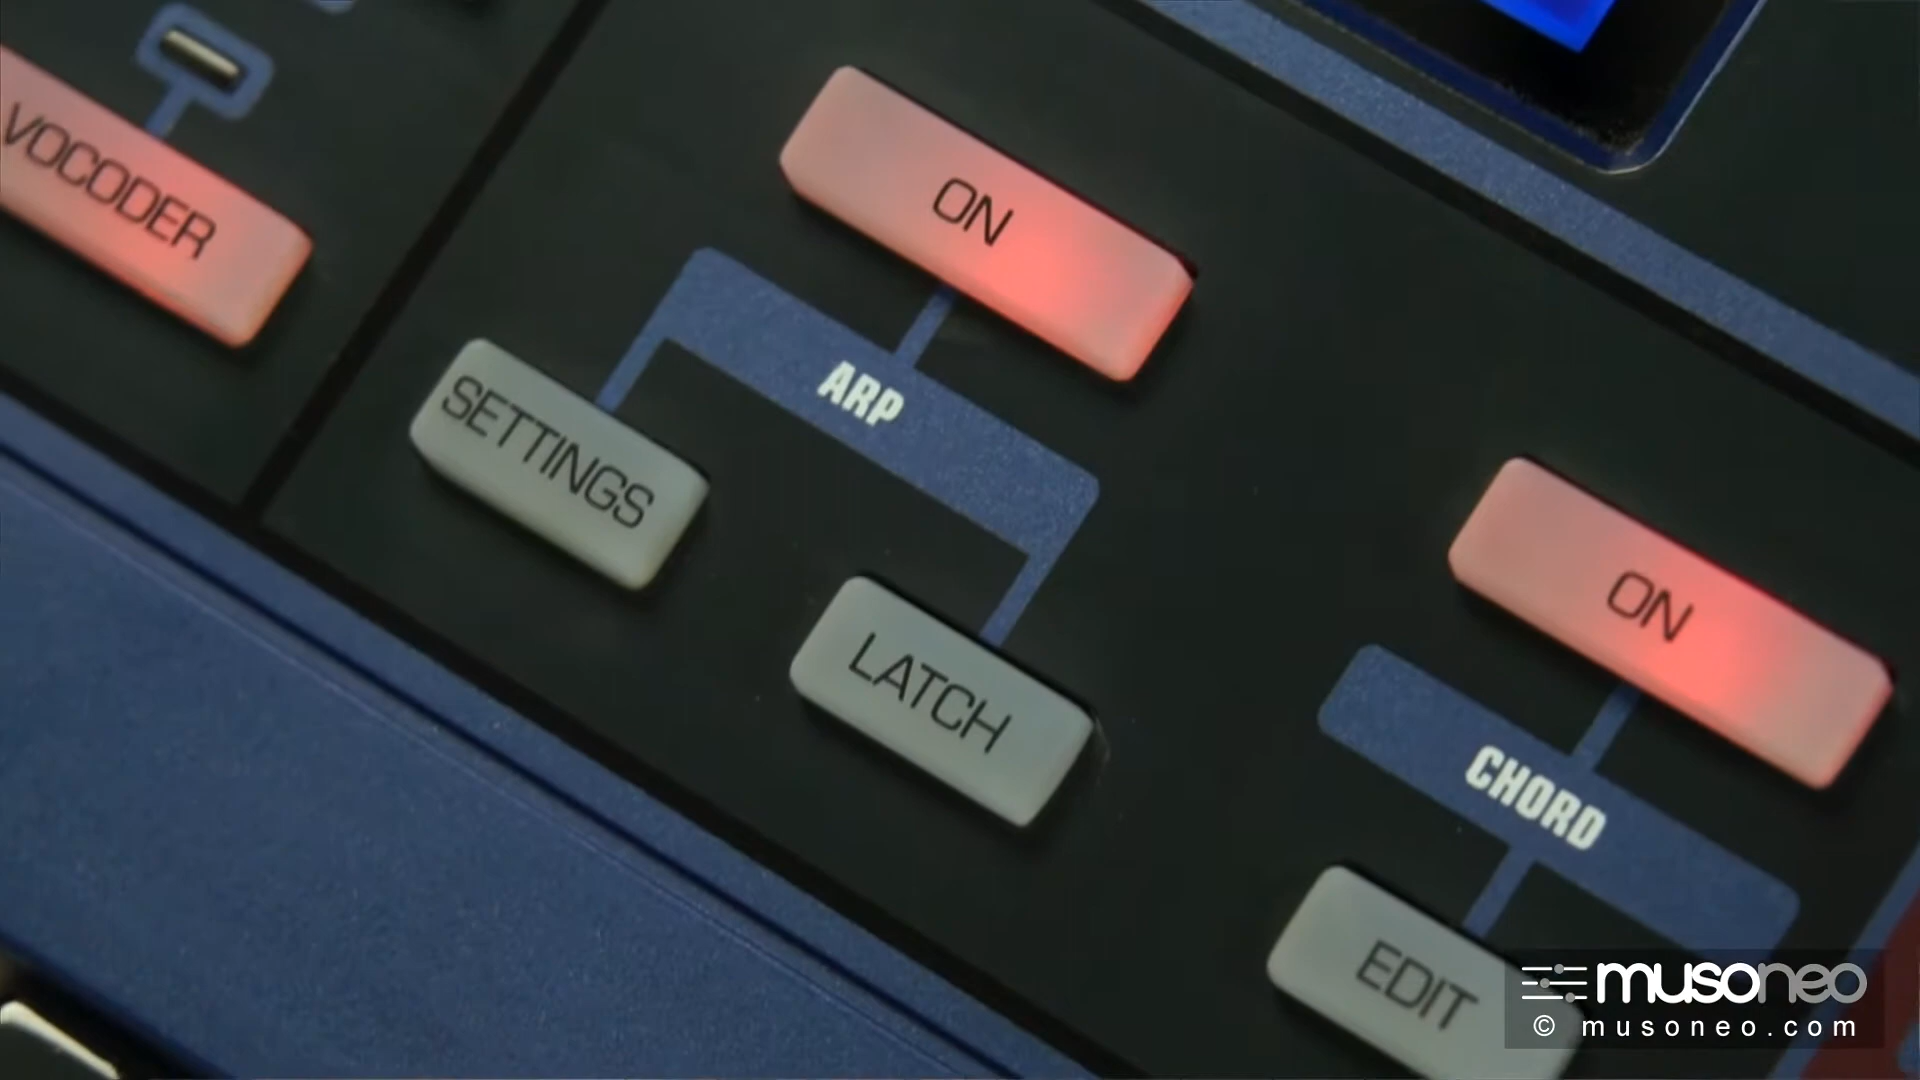 VOCODER
ON
ARP
SETTINGS
LATCH
ON
CHORD
EDIT
musoneo
© musoneo.com